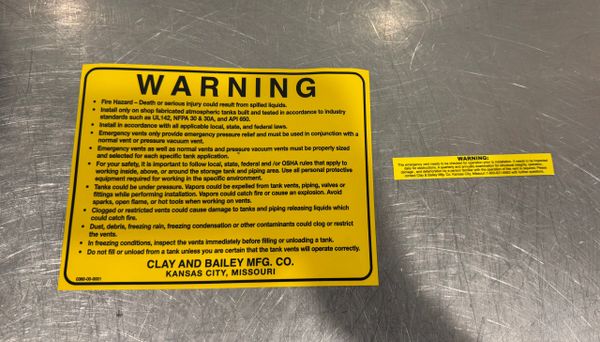 WARNING
• Fire Hazard – Death or serious injury could result from spilled liquids.
• Install only on shop fabricated atmospheric tanks built and tested in accordance to industry
standards such as UL142, NFPA 30 & 30A, and API 650.
• Install in accordance with all applicable local, state, and federal laws.
• Emergency vents only provide emergency pressure relief and must be used in conjunction with a
normal vent or pressure vacuum vent.
• Emergency vents as well as normal vents and pressure vacuum vents must be properly sized
and selected for each specific tank application.
• For your safety, it is important to follow local, state, federal and /or OSHA rules that apply to
working inside, above, or around the storage tank and piping area. Use all personal protective
equipment required for working in the specific environment.
• Tanks could be under pressure. Vapors could be expelled from tank vents, piping, valves or
fittings while performing installation. Vapors could catch fire or cause an explosion. Avoid
sparks, open flame, or hot tools when working on vents.
• Clogged or restricted vents could cause damage to tanks and piping releasing liquids which
could catch fire.
• Dust, debris, freezing rain, freezing condensation or other contaminants could clog or restrict
the vents.
• In freezing conditions, inspect the vents immediately before filling or unloading a tank.
• Do not fill or unload from a tank unless you are certain that the tank vents will operate correctly.
CLAY AND BAILEY MFG. CO.
KANSAS CITY, MISSOURI
WARNING: